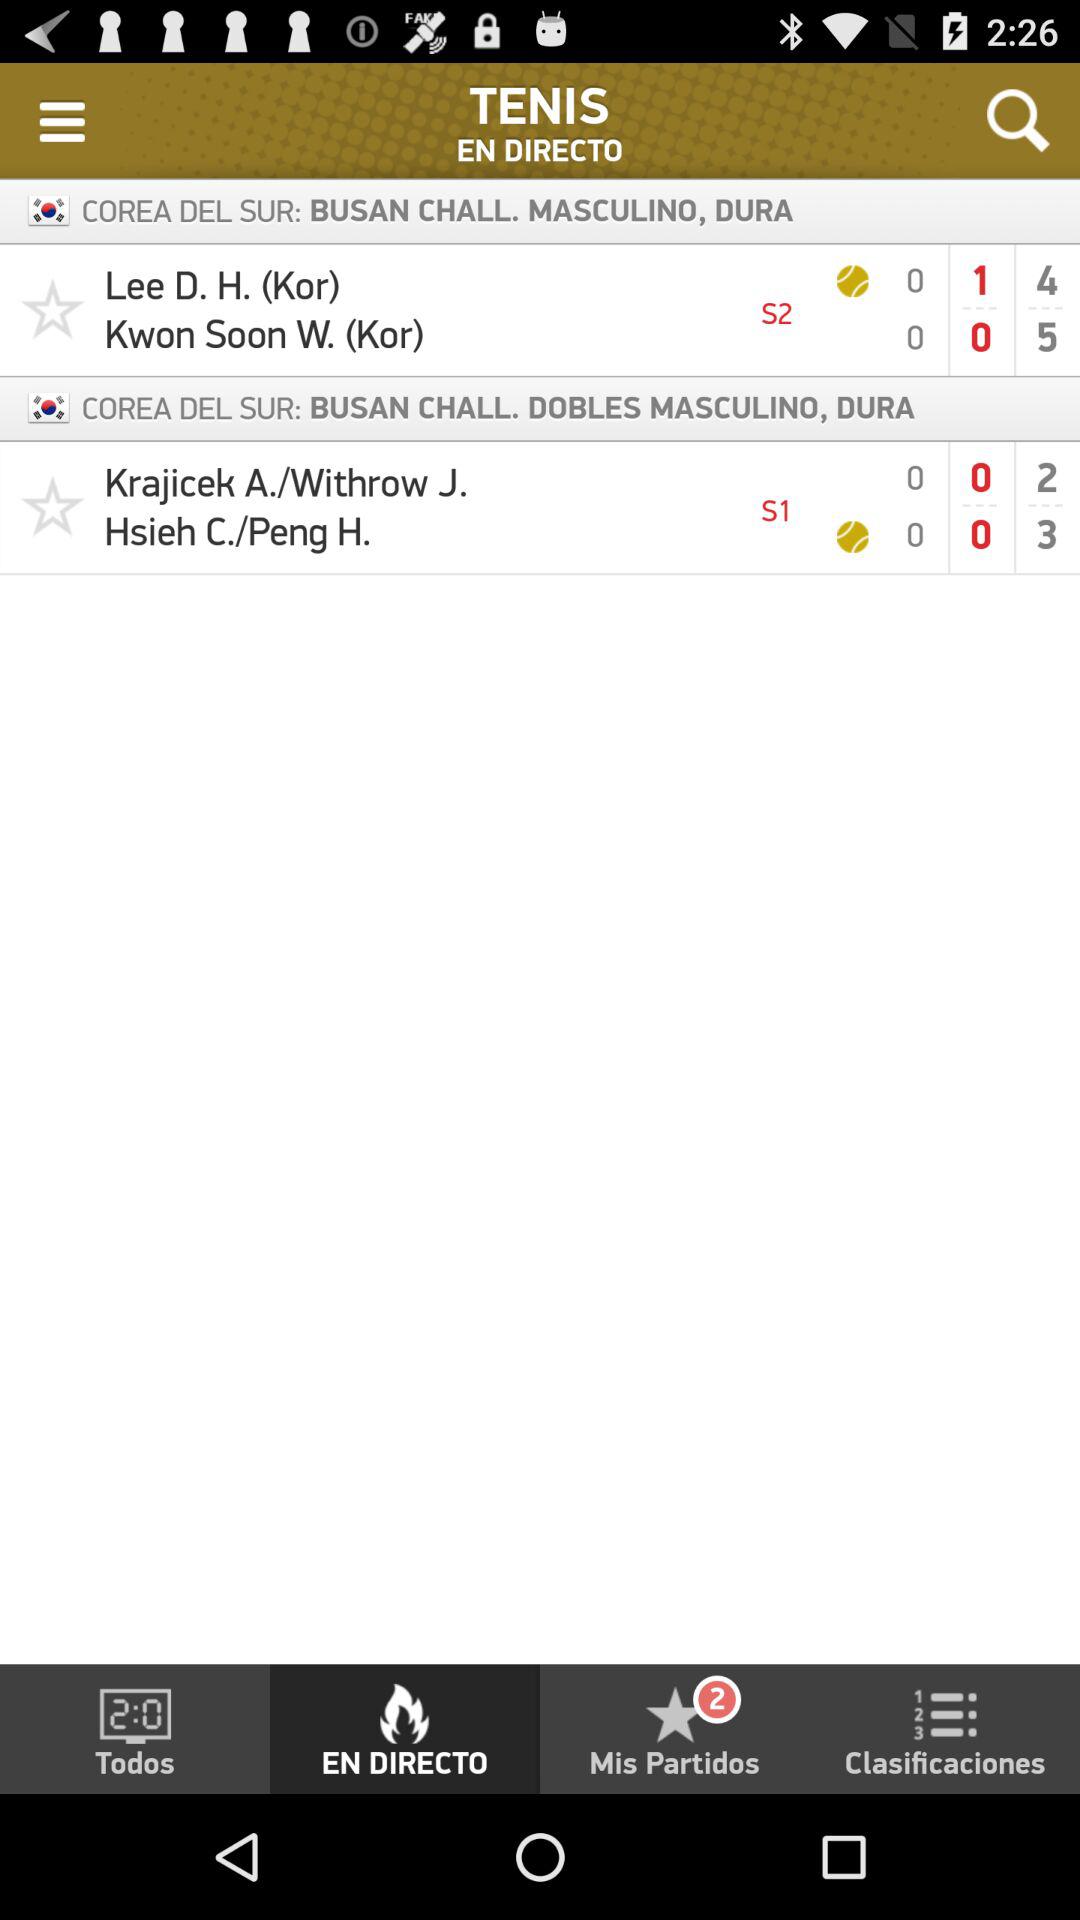 FAKE
2:26
TENIS
EN DIRECTO
COREA DEL SUR: BUSAN CHALL. MASCULINO, DURA
Lee D. H. (Kor) 0 1 4
S2
Kwon Soon W. (Kor) 0 0 5
COREA DEL SUR: BUSAN CHALL. DOBLES MASCULINO, DURA
Krajicek A./Withrow J. 0 0 2
S1
Hsieh C./Peng H. 0 0 3
2:0 2 1 2 3
Todos EN DIRECTO Mis Partidos Clasificaciones